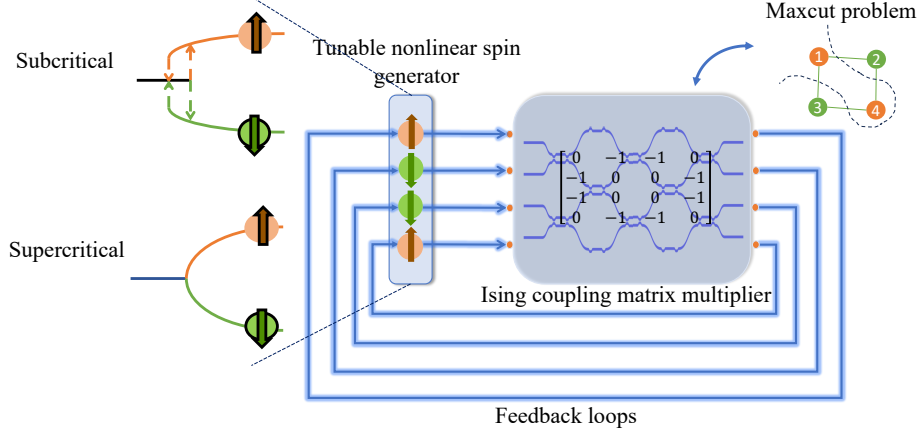 Maxcut problem
Subcritical
Tunable nonlinear spin
generator
1
2
3
4
0 −1 −1 0
−1 0 0 −1
−1 0 0 −1
0 −1 −1 0
Supercritical
Ising coupling matrix multiplier
Feedback loops